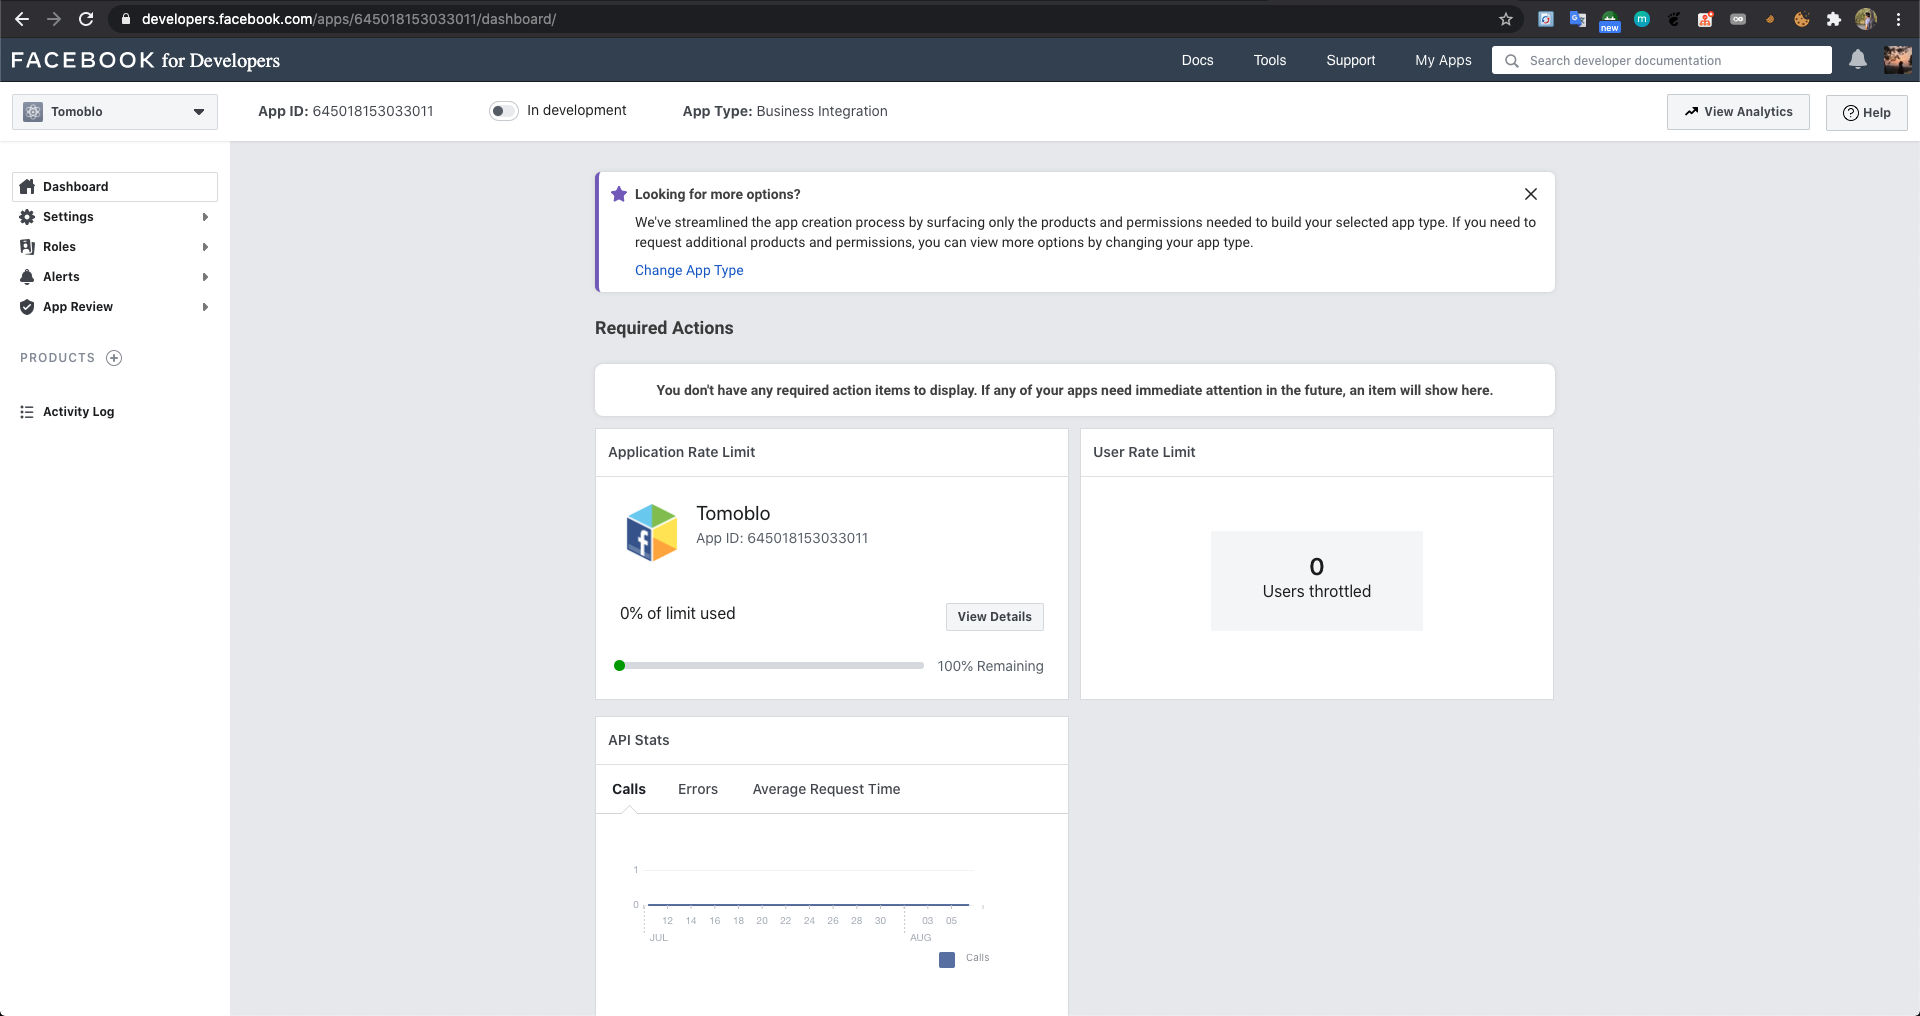 developers.facebook.com/apps/645018153033011/dashboard/
new
m
FACEBOOK for Developers
Docs
Tools
Support
My Apps
Search developer documentation
Tomoblo
App ID: 645018153033011
In development
App Type: Business Integration
View Analytics
Help
Dashboard
Settings
Roles
Alerts
App Review
PRODUCTS
Activity Log
Looking for more options?
We've streamlined the app creation process by surfacing only the products and permissions needed to build your selected app type. If you need to
request additional products and permissions, you can view more options by changing your app type.
Change App Type
Required Actions
You don't have any required action items to display. If any of your apps need immediate attention in the future, an item will show here.
Application Rate Limit
Tomoblo
App ID: 645018153033011
0% of limit used
View Details
100% Remaining
User Rate Limit
0
Users throttled
API Stats
Calls
Errors
Average Request Time
1
0
12 14 16 18 20 22 24 26 28 30 03 05
JUL AUG
Calls